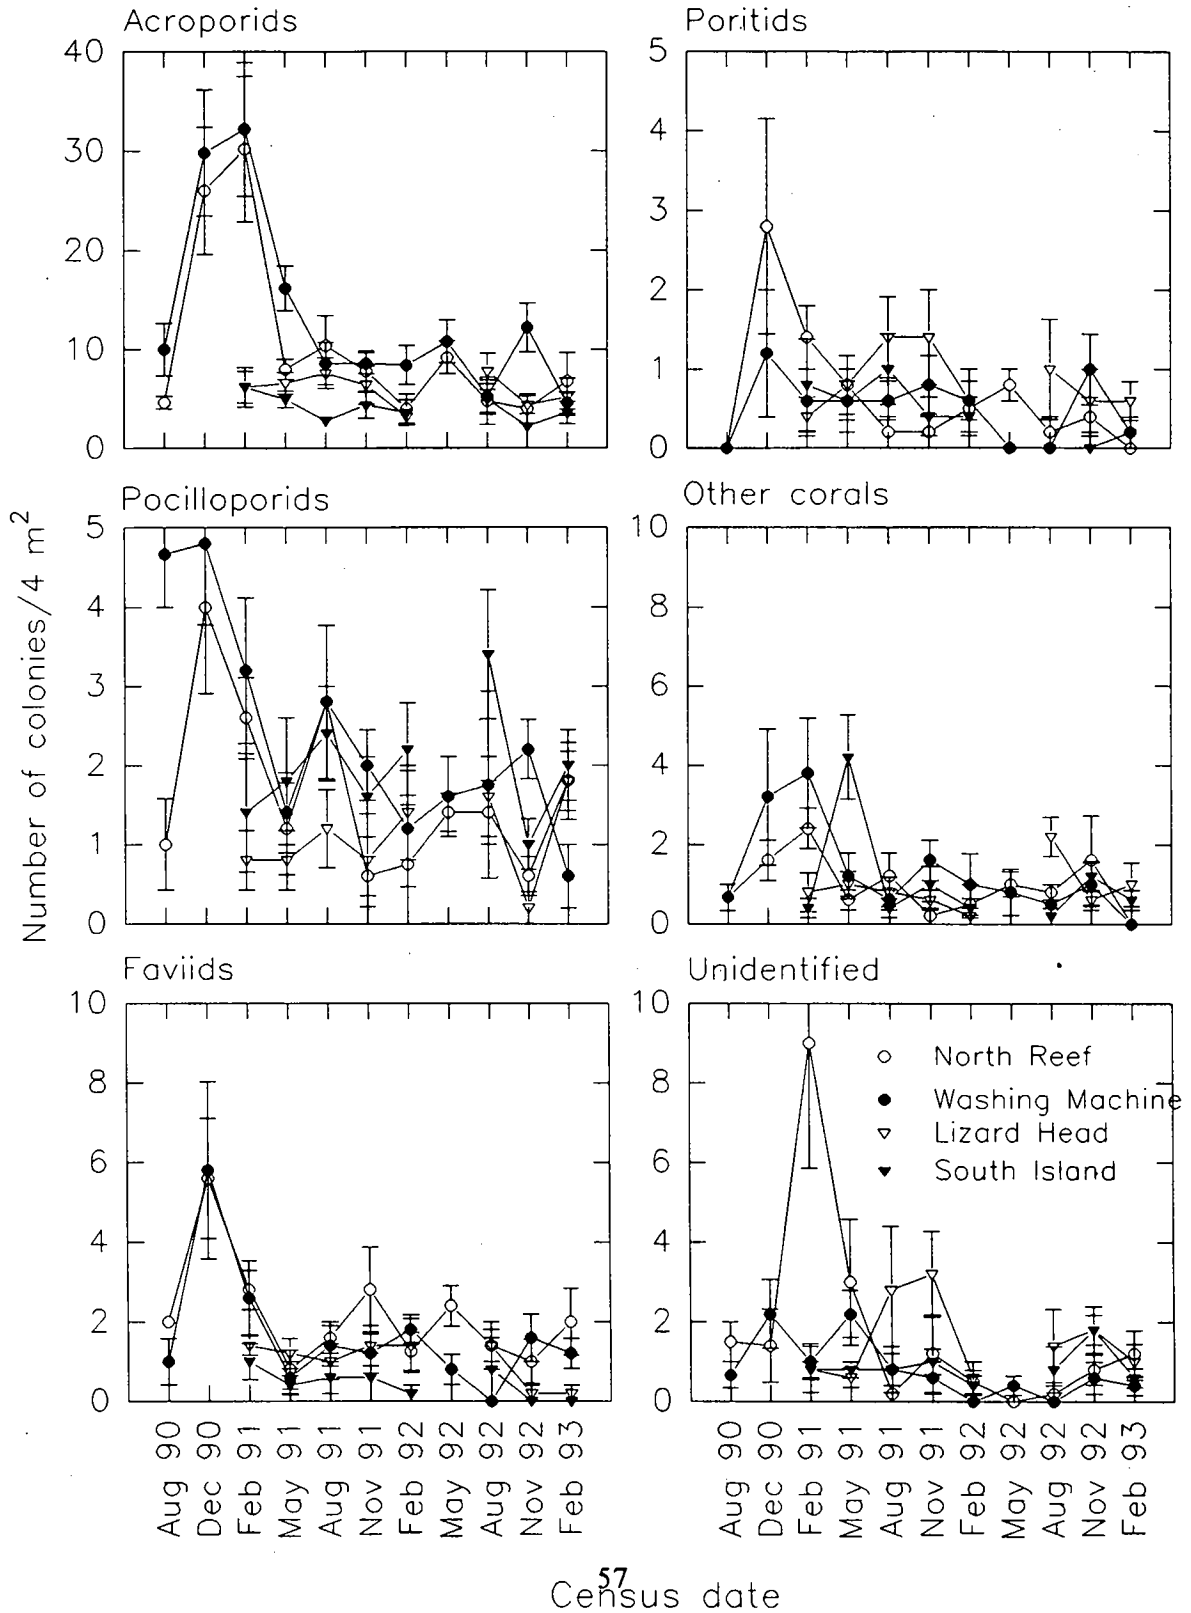 Acroporids
40
30
20
10
0
Poritids
5
4
3
2
1
0
Pocilloporids
5
4
3
2
1
0
Other corals
10
8
6
4
2
0
Number of colonies/4 m²
Faviids
10
8
6
4
2
0
Unidentified
10
8
6
4
2
0
North Reef
Washing Machine
Lizard Head
South Island
Aug 90
Dec 90
Feb 91
May 91
Aug 91
Nov 91
Feb 92
May 92
Aug 92
Nov 92
Feb 93
Aug 90
Dec 90
Feb 91
May 91
Aug 91
Nov 91
Feb 92
May 92
Aug 92
Nov 92
Feb 93
57
Census date